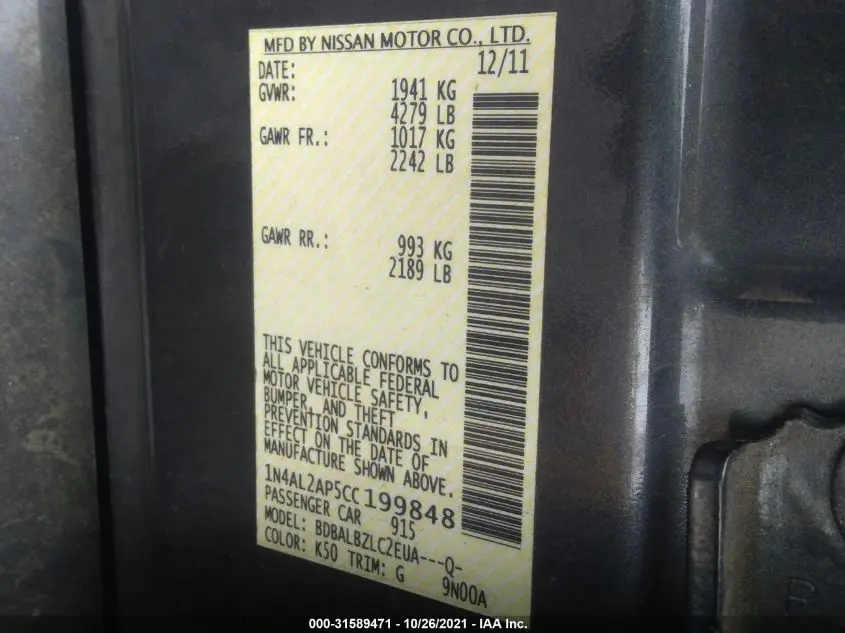 MFD BY NISSAN MOTOR CO., LTD.
DATE: 12/11
GVWR: 1941 KG
4279 LB
GAWR FR.: 1017 KG
2242 LB
GAWR RR.: 993 KG
2189 LB
THIS VEHICLE CONFORMS TO
ALL APPLICABLE FEDERAL
MOTOR VEHICLE SAFETY,
BUMPER, AND THEFT
PREVENTION STANDARDS IN
EFFECT ON THE DATE OF
MANUFACTURE SHOWN ABOVE.
1N4AL2AP5CC199848
PASSENGER CAR 915
MODEL: BDBALBZLC2EUA---Q-
COLOR: K50 TRIM: G 9N00A
000-31589471 - 10/26/2021 - IAA Inc.